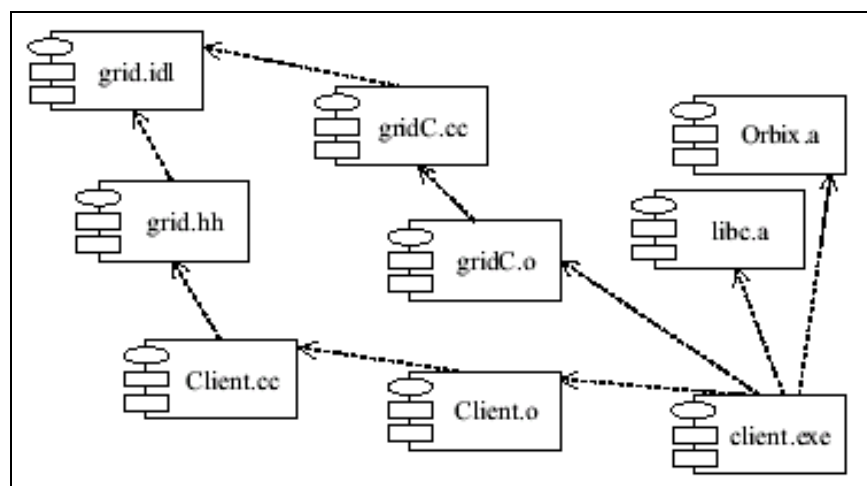 grid.idl
gridC.cc
Orbix.a
grid.hh
libc.a
gridC.o
Client.cc
Client.o
client.exe